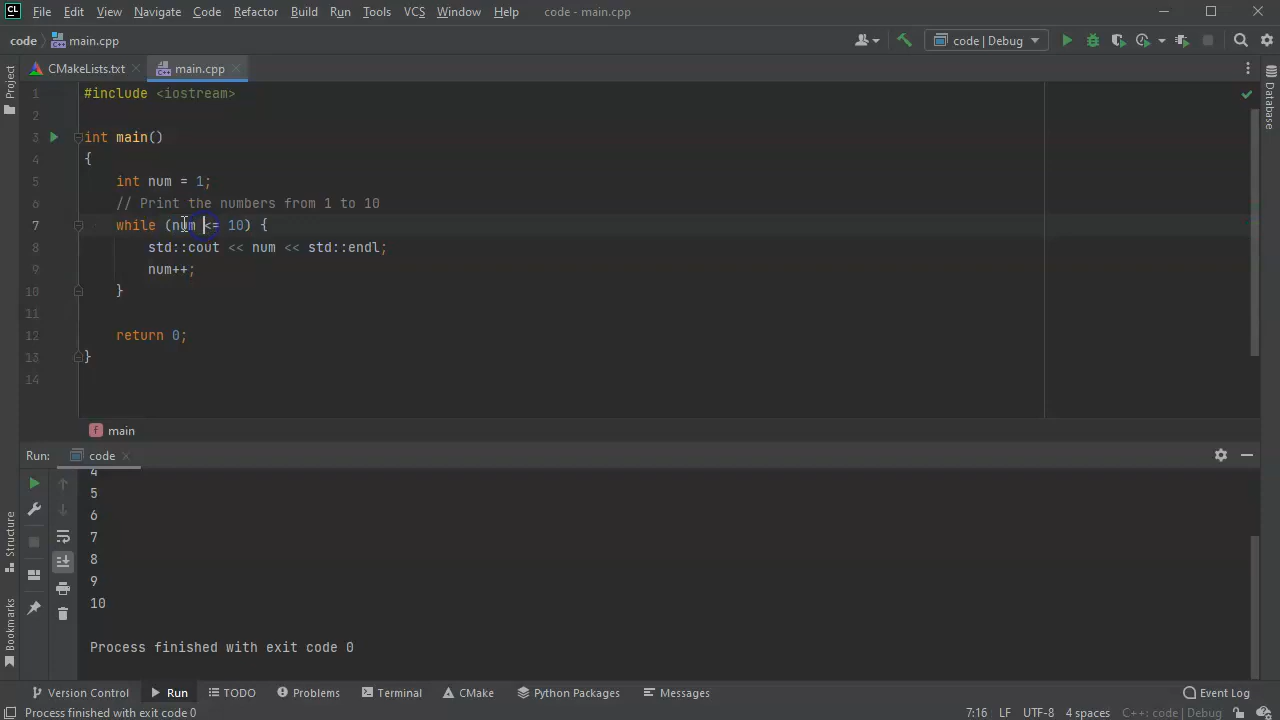 CL File Edit View Navigate Code Refactor Build Run Tools VCS Window Help code - main.cpp
code main.cpp code | Debug
CMakeLists.txt main.cpp
Project
Database
1 #include <iostream>
2
3 int main()
4 {
5 int num = 1;
6 // Print the numbers from 1 to 10
7 while (num <= 10) {
8 std::cout << num << std::endl;
9 num++;
10 }
11
12 return 0;
13 }
14
f main
Run: code
4
5
6
7
8
9
10
Process finished with exit code 0
Structure
Bookmarks
Version Control Run TODO Problems Terminal CMake Python Packages Messages Event Log
Process finished with exit code 0 7:16 LF UTF-8 4 spaces C++: code | Debug